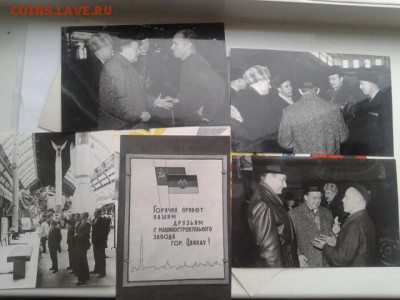 COINS.LAVE.RU
ГОРЯЧИЙ ПРИВЕТ
НАШИМ
ДРУЗЬЯМ
С МАШИНОСТРОИТЕЛЬНОГО
ЗАВОДА
ГОР. ЦВИКАУ!